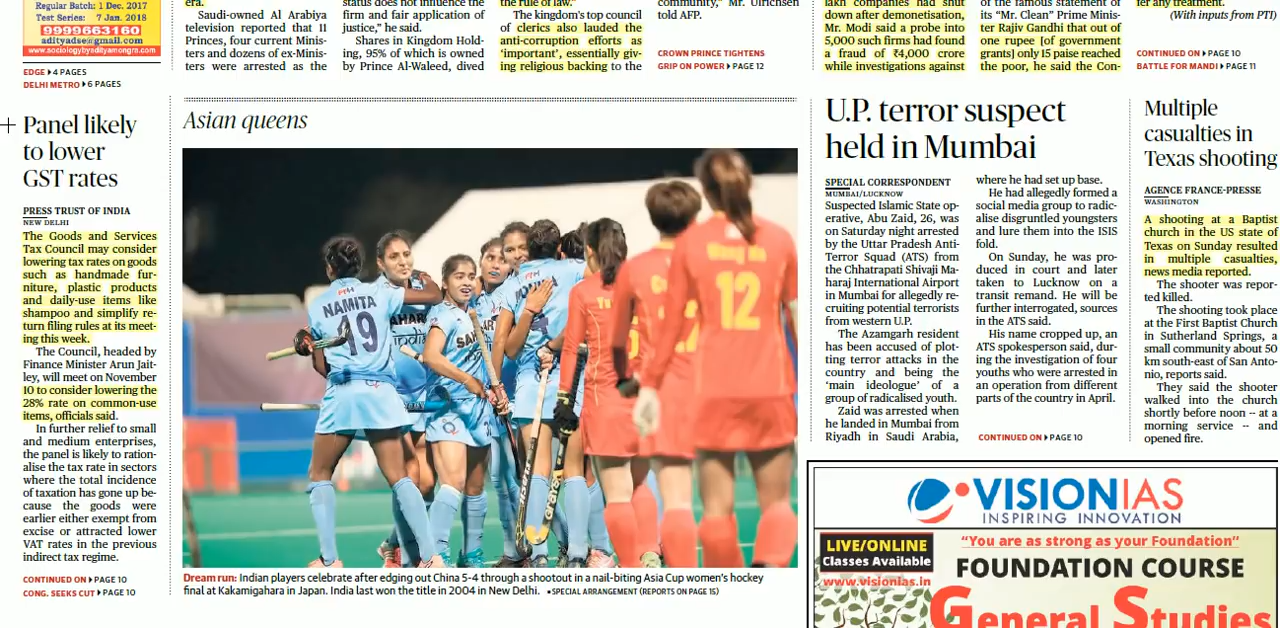 Regular Batch: 1 Dec. 2017
Test Series: 7 Jan. 2018
9999663160
adityadse@gmail.com
www.sociologybyadityamongra.com
EDGE 4 PAGES
DELHI METRO 6 PAGES
era.
Saudi-owned Al Arabiya
television reported that 11
Princes, four current Minis-
ters and dozens of ex-Minis-
ters were arrested as the
status does not influence the
firm and fair application of
justice," he said.
Shares in Kingdom Hold-
ing, 95% of which is owned
by Prince Al-Waleed, dived
the rule of law."
The kingdom's top council
of clerics also lauded the
anti-corruption efforts as
'important', essentially giv-
ing religious backing to the
community," Mr. Ulrichsen
told AFP.
CROWN PRINCE TIGHTENS
GRIP ON POWER PAGE 12
lakh companies had shut
down after demonetisation,
Mr. Modi said a probe into
5,000 such firms had found
a fraud of ₹4,000 crore
while investigations against
of the famous statement of
its "Mr. Clean" Prime Minis-
ter Rajiv Gandhi that out of
one rupee [of government
grants] only 15 paise reached
the poor, he said the Con-
fer any treatment.
(With inputs from PTI)
CONTINUED ON PAGE 10
BATTLE FOR MANDI PAGE 11
Panel likely
to lower
GST rates
PRESS TRUST OF INDIA
NEW DELHI
The Goods and Services
Tax Council may consider
lowering tax rates on goods
such as handmade fur-
niture, plastic products
and daily-use items like
shampoo and simplify re-
turn filing rules at its meet-
ing this week.
The Council, headed by
Finance Minister Arun Jait-
ley, will meet on November
10 to consider lowering the
28% rate on common-use
items, officials said.
In further relief to small
and medium enterprises,
the panel is likely to ration-
alise the tax rate in sectors
where the total incidence
of taxation has gone up be-
cause the goods were
earlier either exempt from
excise or attracted lower
VAT rates in the previous
indirect tax regime.
CONTINUED ON PAGE 10
CONG. SEEKS CUT PAGE 10
Asian queens
NAMITA
19
12
Dream run: Indian players celebrate after edging out China 5-4 through a shootout in a nail-biting Asia Cup women's hockey
final at Kakamigahara in Japan. India last won the title in 2004 in New Delhi. •SPECIAL ARRANGEMENT (REPORTS ON PAGE 15)
U.P. terror suspect
held in Mumbai
SPECIAL CORRESPONDENT
MUMBAI/LUCKNOW
Suspected Islamic State op-
erative, Abu Zaid, 26, was
on Saturday night arrested
by the Uttar Pradesh Anti-
Terror Squad (ATS) from
the Chhatrapati Shivaji Ma-
haraj International Airport
in Mumbai for allegedly re-
cruiting potential terrorists
from western U.P.
The Azamgarh resident
has been accused of plot-
ting terror attacks in the
country and being the
'main ideologue' of a
group of radicalised youth.
Zaid was arrested when
he landed in Mumbai from
Riyadh in Saudi Arabia,
where he had set up base.
He had allegedly formed a
social media group to radic-
alise disgruntled youngsters
and lure them into the ISIS
fold.
On Sunday, he was pro-
duced in court and later
taken to Lucknow on a
transit remand. He will be
further interrogated, sources
in the ATS said.
His name cropped up, an
ATS spokesperson said, dur-
ing the investigation of four
youths who were arrested in
an operation from different
parts of the country in April.
CONTINUED ON PAGE 10
Multiple
casualties in
Texas shooting
AGENCE FRANCE-PRESSE
WASHINGTON
A shooting at a Baptist
church in the US state of
Texas on Sunday resulted
in multiple casualties,
news media reported.
The shooter was repor-
ted killed.
The shooting took place
at the First Baptist Church
in Sutherland Springs, a
small community about 50
km south-east of San Anto-
nio, reports said.
They said the shooter
walked into the church
shortly before noon -- at a
morning service -- and
opened fire.
VISIONIAS
INSPIRING INNOVATION
LIVE/ONLINE
Classes Available
www.visionias.in
"You are as strong as your Foundation"
FOUNDATION COURSE
General Studies